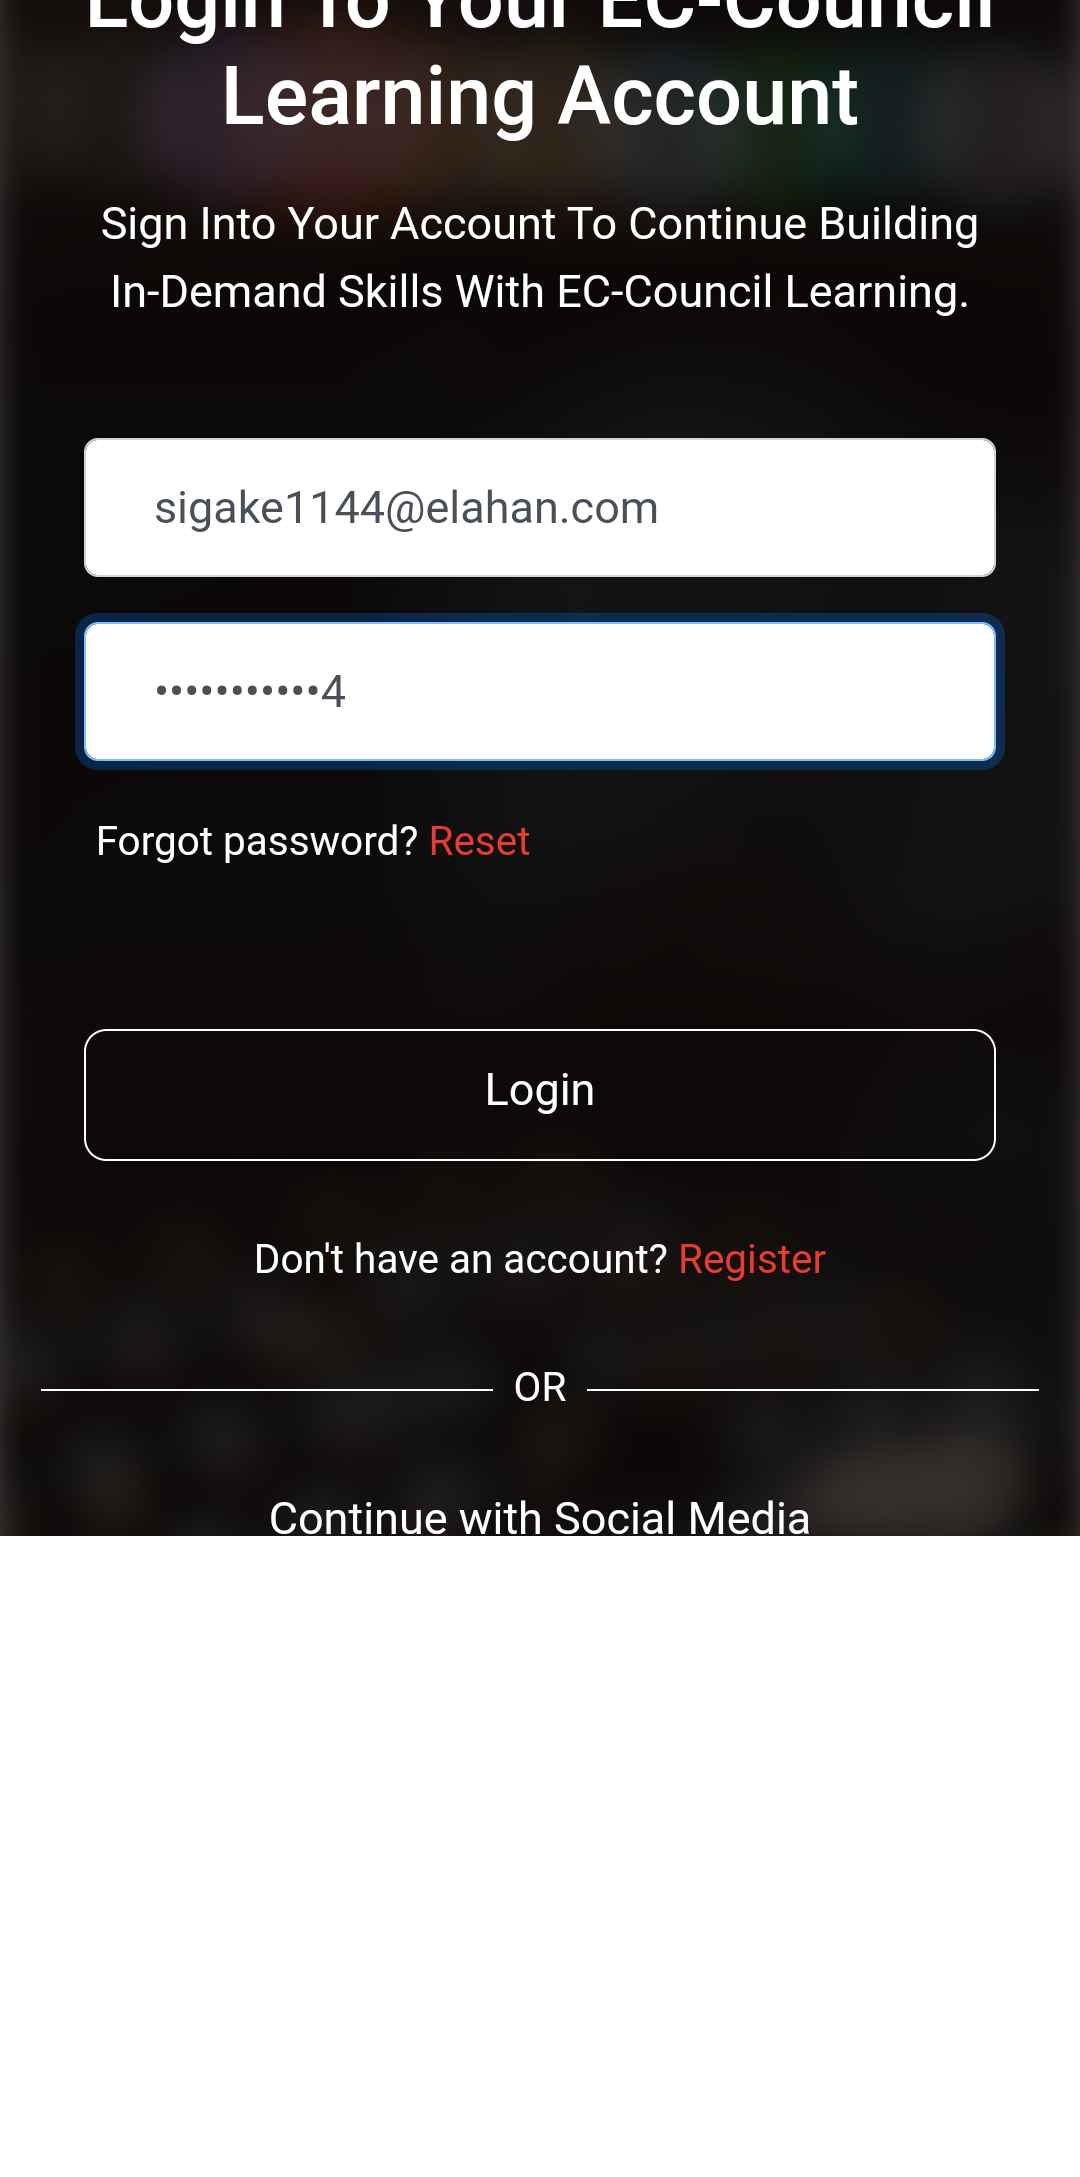 Login To Your EC-Council
Learning Account
Sign Into Your Account To Continue Building
In-Demand Skills With EC-Council Learning.
sigake1144@elahan.com
•••••••••••4
Forgot password? Reset
Login
Don't have an account? Register
OR
Continue with Social Media